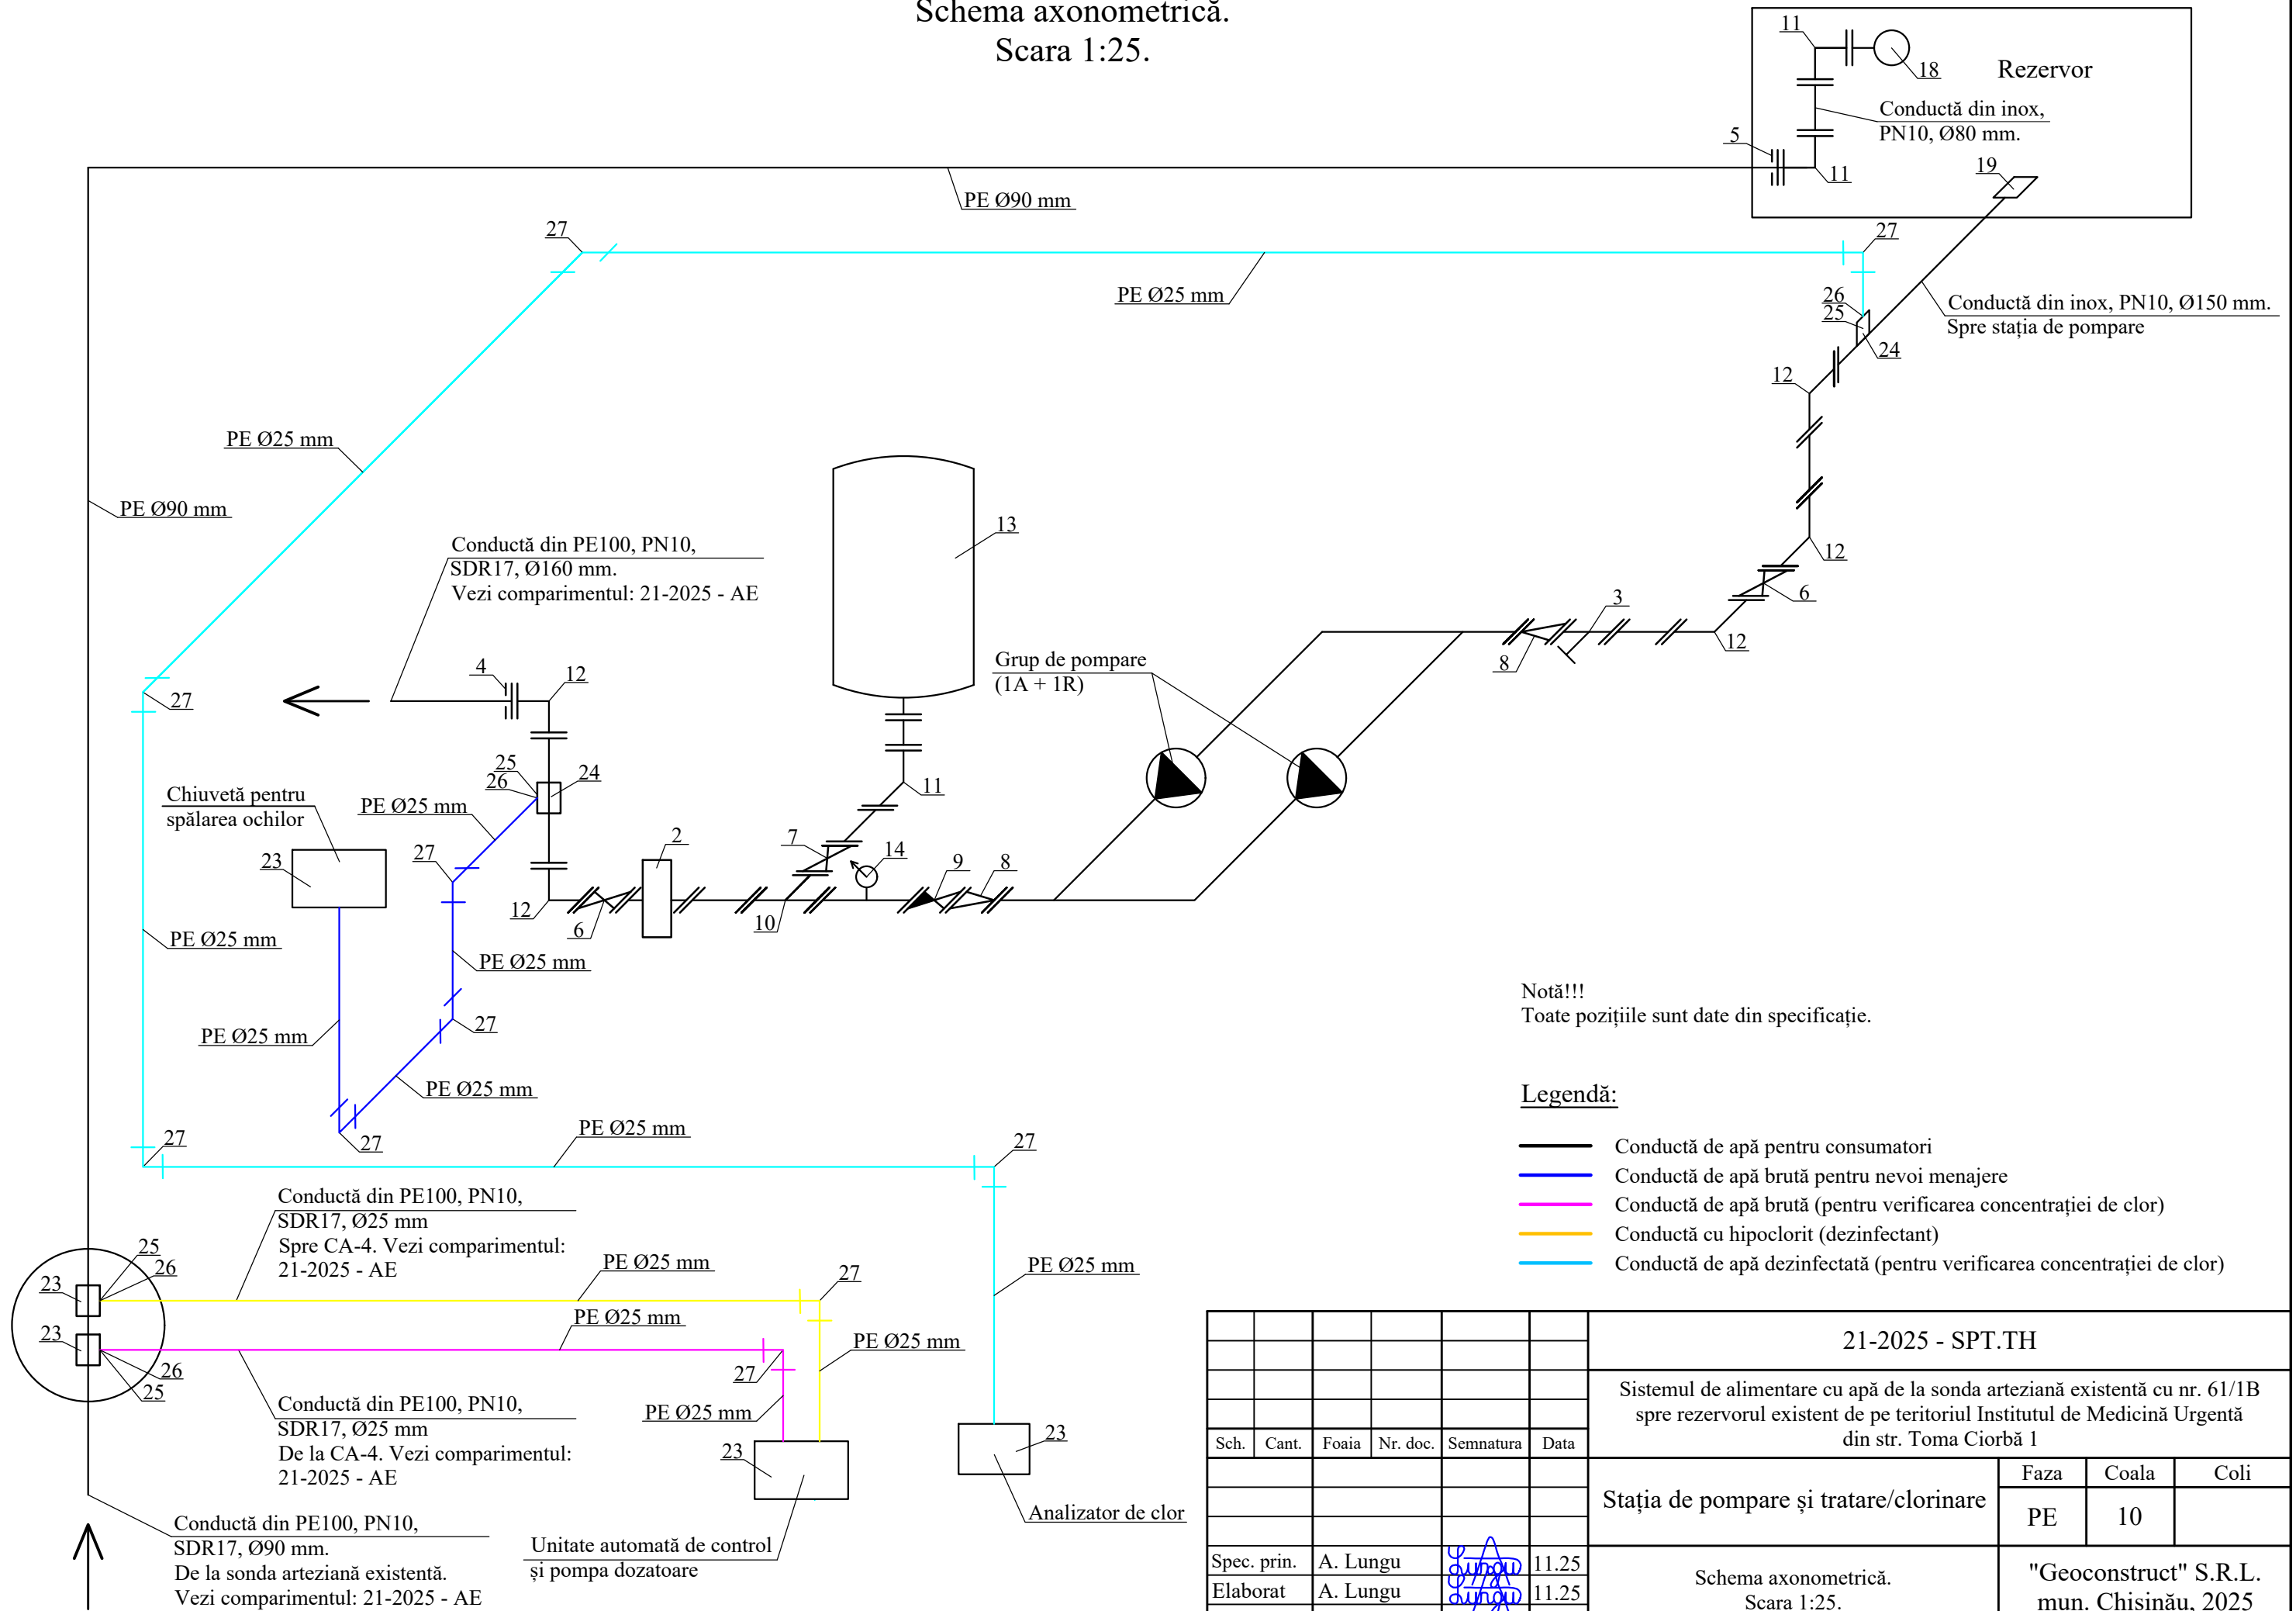 Schema axonometrică.
Scara 1:25.
11
18
Rezervor
Conductă din inox,
PN10, Ø80 mm.
5
11
19
PE Ø90 mm
27
27
PE Ø25 mm
26
25
24
Conductă din inox, PN10, Ø150 mm.
Spre stația de pompare
12
PE Ø25 mm
PE Ø90 mm
13
12
Conductă din PE100, PN10,
SDR17, Ø160 mm.
Vezi comparimentul: 21-2025 - AE
6
3
8
12
Grup de pompare
(1A + 1R)
4
12
27
25
26
24
11
Chiuvetă pentru
spălarea ochilor
PE Ø25 mm
23
27
2
7
14
9
8
12
6
10
PE Ø25 mm
PE Ø25 mm
27
PE Ø25 mm
PE Ø25 mm
27
27
PE Ø25 mm
27
Notă!!!
Toate pozițiile sunt date din specificație.
Legendă:
Conductă de apă pentru consumatori
Conductă de apă brută pentru nevoi menajere
Conductă de apă brută (pentru verificarea concentrației de clor)
Conductă cu hipoclorit (dezinfectant)
Conductă de apă dezinfectată (pentru verificarea concentrației de clor)
Conductă din PE100, PN10,
SDR17, Ø25 mm
Spre CA-4. Vezi comparimentul:
21-2025 - AE
25
26
23
23
26
25
PE Ø25 mm
27
PE Ø25 mm
PE Ø25 mm
PE Ø25 mm
27
PE Ø25 mm
Conductă din PE100, PN10,
SDR17, Ø25 mm
De la CA-4. Vezi comparimentul:
21-2025 - AE
23
23
Analizator de clor
Unitate automată de control
și pompa dozatoare
Conductă din PE100, PN10,
SDR17, Ø90 mm.
De la sonda arteziană existentă.
Vezi comparimentul: 21-2025 - AE
21-2025 - SPT.TH
Sistemul de alimentare cu apă de la sonda arteziană existentă cu nr. 61/1B
spre rezervorul existent de pe teritoriul Institutul de Medicină Urgentă
din str. Toma Ciorbă 1
Sch. Cant. Foaia Nr. doc. Semnatura Data
Stația de pompare și tratare/clorinare
Faza Coala Coli
PE 10
Spec. prin. A. Lungu Lungu 11.25
Elaborat A. Lungu Lungu 11.25
Schema axonometrică.
Scara 1:25.
"Geoconstruct" S.R.L.
mun. Chișinău, 2025